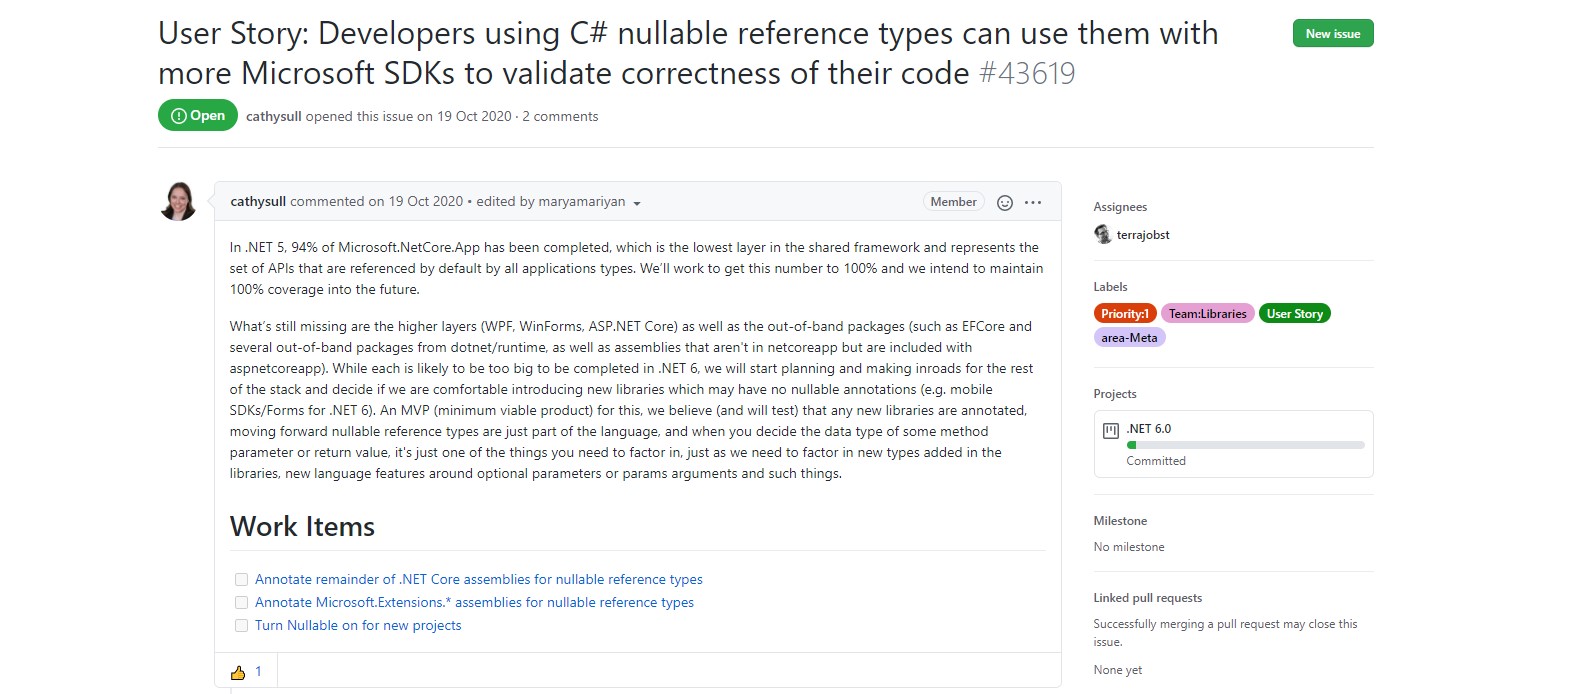 User Story: Developers using C# nullable reference types can use them with
more Microsoft SDKs to validate correctness of their code #43619
New issue
Open
cathysull opened this issue on 19 Oct 2020 · 2 comments
cathysull commented on 19 Oct 2020 • edited by maryamariyan
Member
In .NET 5, 94% of Microsoft.NetCore.App has been completed, which is the lowest layer in the shared framework and represents the
set of APIs that are referenced by default by all applications types. We'll work to get this number to 100% and we intend to maintain
100% coverage into the future.
What's still missing are the higher layers (WPF, WinForms, ASP.NET Core) as well as the out-of-band packages (such as EFCore and
several out-of-band packages from dotnet/runtime, as well as assemblies that aren't in netcoreapp but are included with
aspnetcoreapp). While each is likely to be too big to be completed in .NET 6, we will start planning and making inroads for the rest
of the stack and decide if we are comfortable introducing new libraries which may have no nullable annotations (e.g. mobile
SDKs/Forms for .NET 6). An MVP (minimum viable product) for this, we believe (and will test) that any new libraries are annotated,
moving forward nullable reference types are just part of the language, and when you decide the data type of some method
parameter or return value, it's just one of the things you need to factor in, just as we need to factor in new types added in the
libraries, new language features around optional parameters or params arguments and such things.
Work Items
Annotate remainder of .NET Core assemblies for nullable reference types
Annotate Microsoft.Extensions.* assemblies for nullable reference types
Turn Nullable on for new projects
1
Assignees
terrajobst
Labels
Priority:1
Team:Libraries
User Story
area-Meta
Projects
.NET 6.0
Committed
Milestone
No milestone
Linked pull requests
Successfully merging a pull request may close this
issue.
None yet